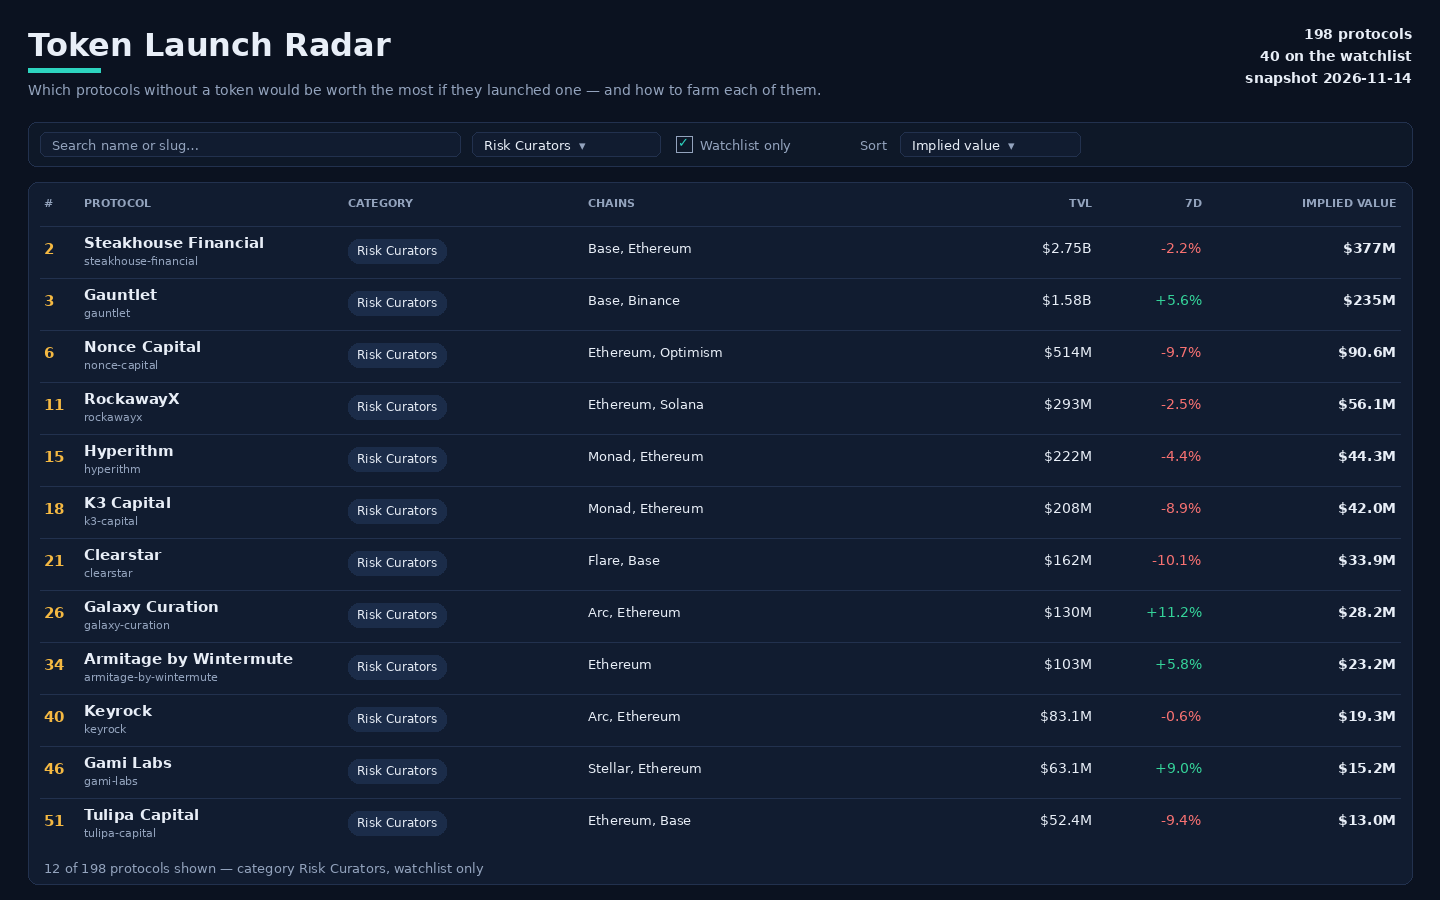 Token Launch Radar
Which protocols without a token would be worth the most if they launched one — and how to farm each of them.
198 protocols
40 on the watchlist
snapshot 2026-11-14
Search name or slug... Risk Curators ▾ ✓ Watchlist only Sort Implied value ▾
# PROTOCOL CATEGORY CHAINS TVL 7D IMPLIED VALUE
2 Steakhouse Financial Risk Curators Base, Ethereum $2.75B -2.2% $377M
steakhouse-financial
3 Gauntlet Risk Curators Base, Binance $1.58B +5.6% $235M
gauntlet
6 Nonce Capital Risk Curators Ethereum, Optimism $514M -9.7% $90.6M
nonce-capital
11 RockawayX Risk Curators Ethereum, Solana $293M -2.5% $56.1M
rockawayx
15 Hyperithm Risk Curators Monad, Ethereum $222M -4.4% $44.3M
hyperithm
18 K3 Capital Risk Curators Monad, Ethereum $208M -8.9% $42.0M
k3-capital
21 Clearstar Risk Curators Flare, Base $162M -10.1% $33.9M
clearstar
26 Galaxy Curation Risk Curators Arc, Ethereum $130M +11.2% $28.2M
galaxy-curation
34 Armitage by Wintermute Risk Curators Ethereum $103M +5.8% $23.2M
armitage-by-wintermute
40 Keyrock Risk Curators Arc, Ethereum $83.1M -0.6% $19.3M
keyrock
46 Gami Labs Risk Curators Stellar, Ethereum $63.1M +9.0% $15.2M
gami-labs
51 Tulipa Capital Risk Curators Ethereum, Base $52.4M -9.4% $13.0M
tulipa-capital
12 of 198 protocols shown — category Risk Curators, watchlist only